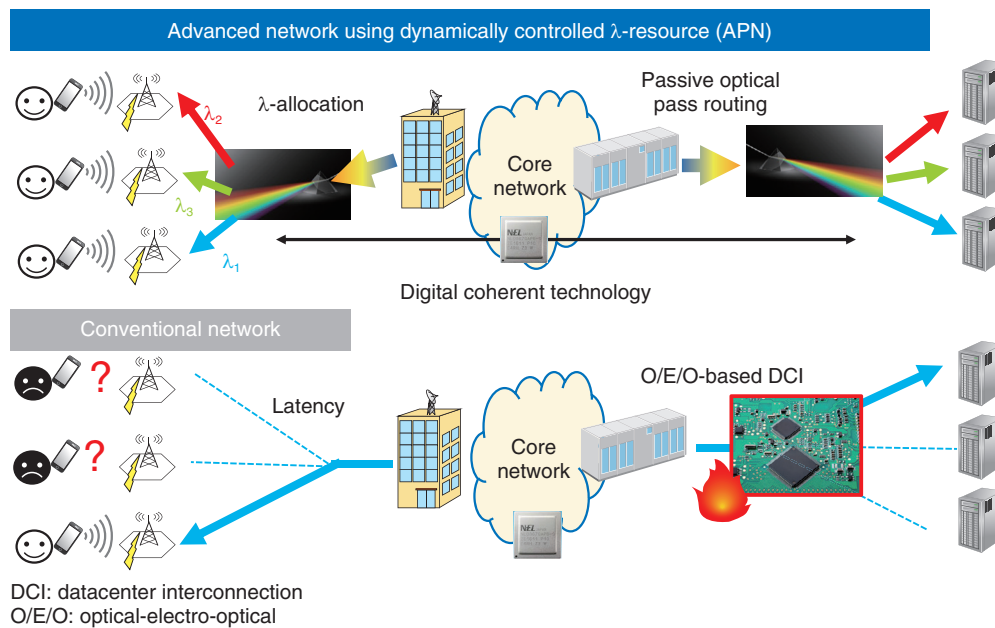 Advanced network using dynamically controlled λ-resource (APN)
λ-allocation
Passive optical
pass routing
λ2
λ3
λ1
Core
network
NEL
Digital coherent technology
Conventional network
?
?
Latency
O/E/O-based DCI
Core
network
NEL
DCI: datacenter interconnection
O/E/O: optical-electro-optical